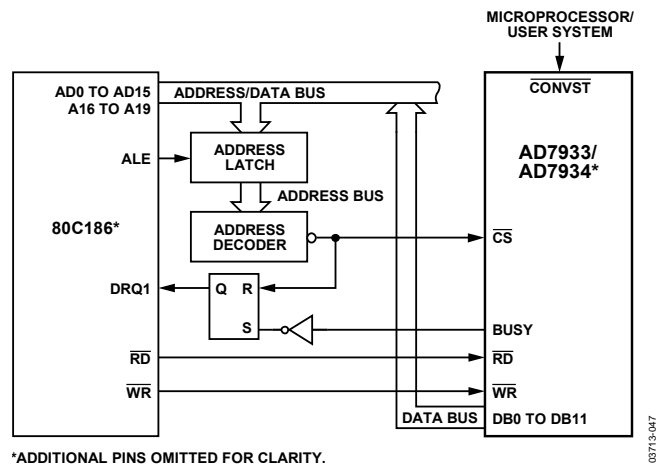 MICROPROCESSOR/
USER SYSTEM
AD0 TO AD15
A16 TO A19
ADDRESS/DATA BUS
CONVST
ALE
ADDRESS
LATCH
AD7933/
AD7934*
ADDRESS BUS
80C186*
ADDRESS
DECODER
CS
DRQ1
Q R
S
BUSY
RD
RD
WR
WR
DATA BUS
DB0 TO DB11
*ADDITIONAL PINS OMITTED FOR CLARITY.
03713-047